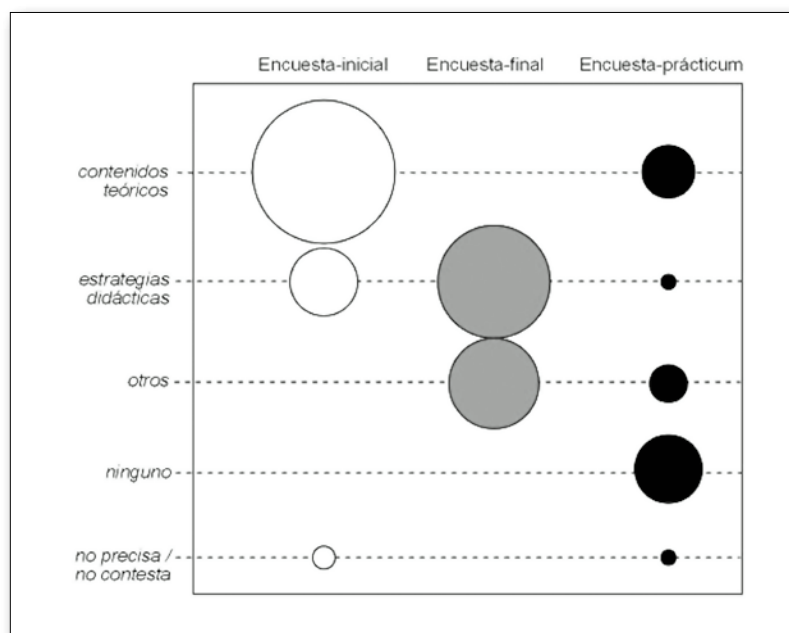 Encuesta-inicial Encuesta-final Encuesta-prácticum
contenidos
teóricos
estrategias
didácticas
otros
ninguno
no precisa /
no contesta